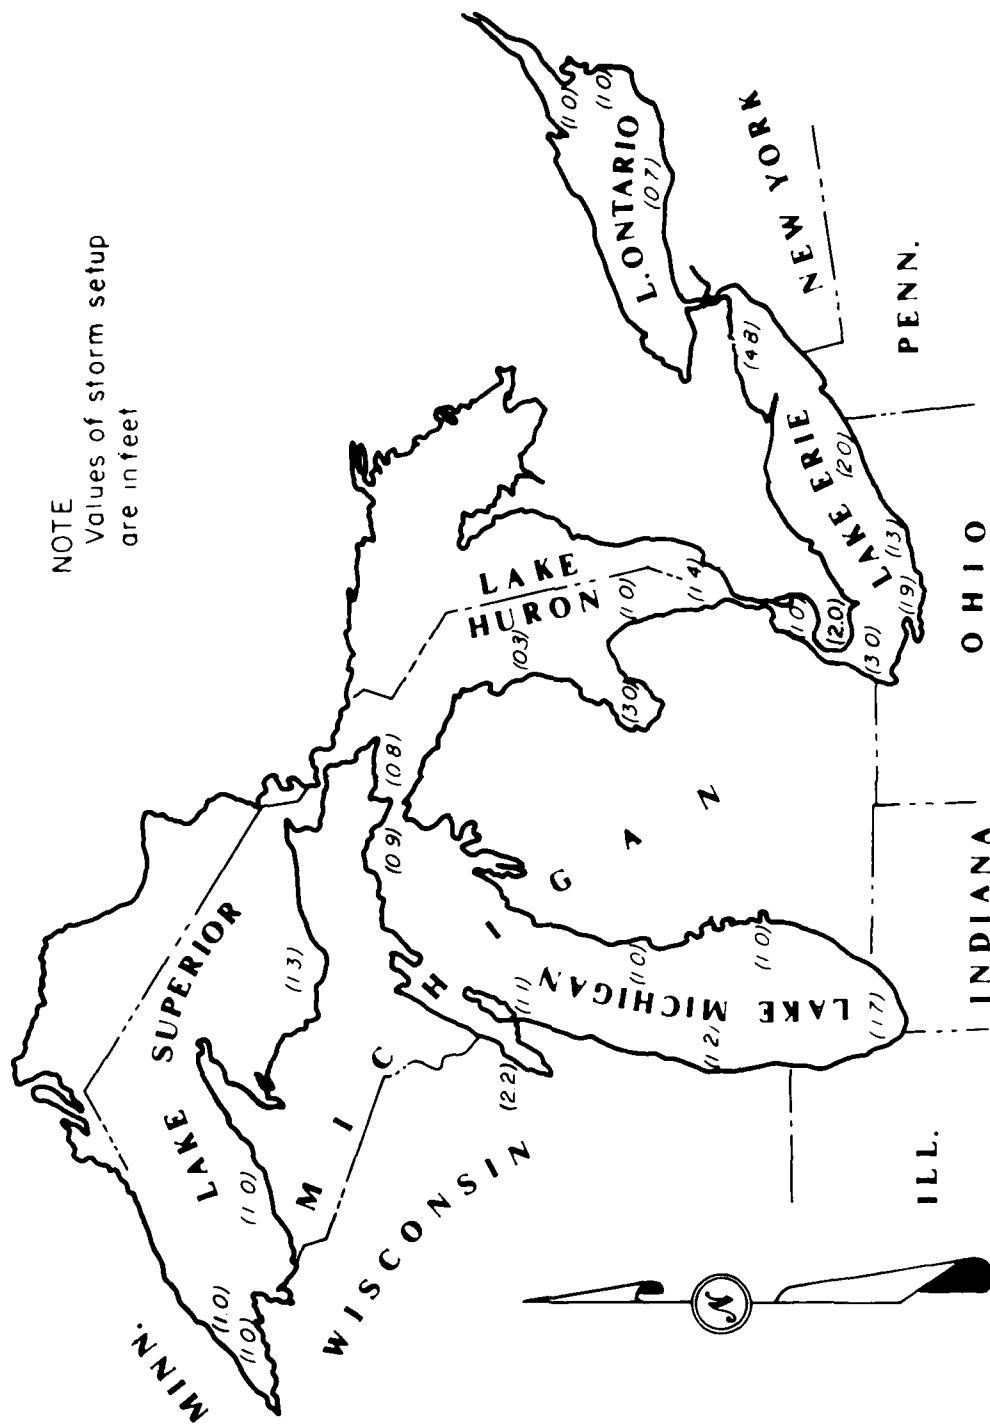 NOTE
Values of storm setup
are in feet
MINN.
WISCONSIN
MICHIGAN
ILL.
INDIANA
OHIO
PENN.
NEW YORK
LAKE SUPERIOR
(1.0)
(1.0)
(1.0)
(1.3)
LAKE MICHIGAN
(0.9)
(1.1)
(2.2)
(1.2)
(1.0)
(1.0)
(1.7)
LAKE
HURON
(0.8)
(0.3)
(3.0)
(1.0)
(1.4)
(1.0)
(2.0)
LAKE ERIE
(3.0)
(1.9)
(1.3)
(2.0)
(4.8)
L. ONTARIO
(0.7)
(1.0)
(1.0)
N